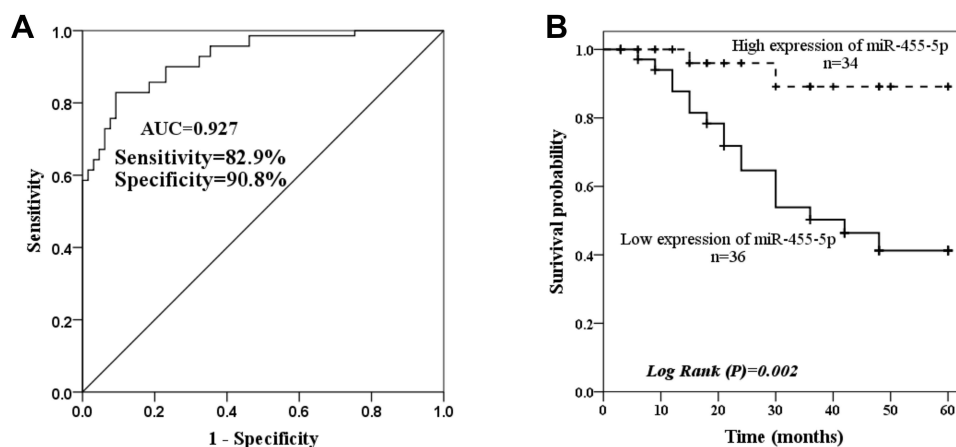 A
1.0
0.8
0.6
0.4
0.2
0.0
Sensitivity
AUC=0.927
Sensitivity=82.9%
Specificity=90.8%
0.0 0.2 0.4 0.6 0.8 1.0
1 - Specificity
B
1.0
0.8
0.6
0.4
0.2
0.0
Surivival probability
High expression of miR-455-5p
n=34
Low expression of miR-455-5p
n=36
Log Rank (P)=0.002
0 10 20 30 40 50 60
Time (months)